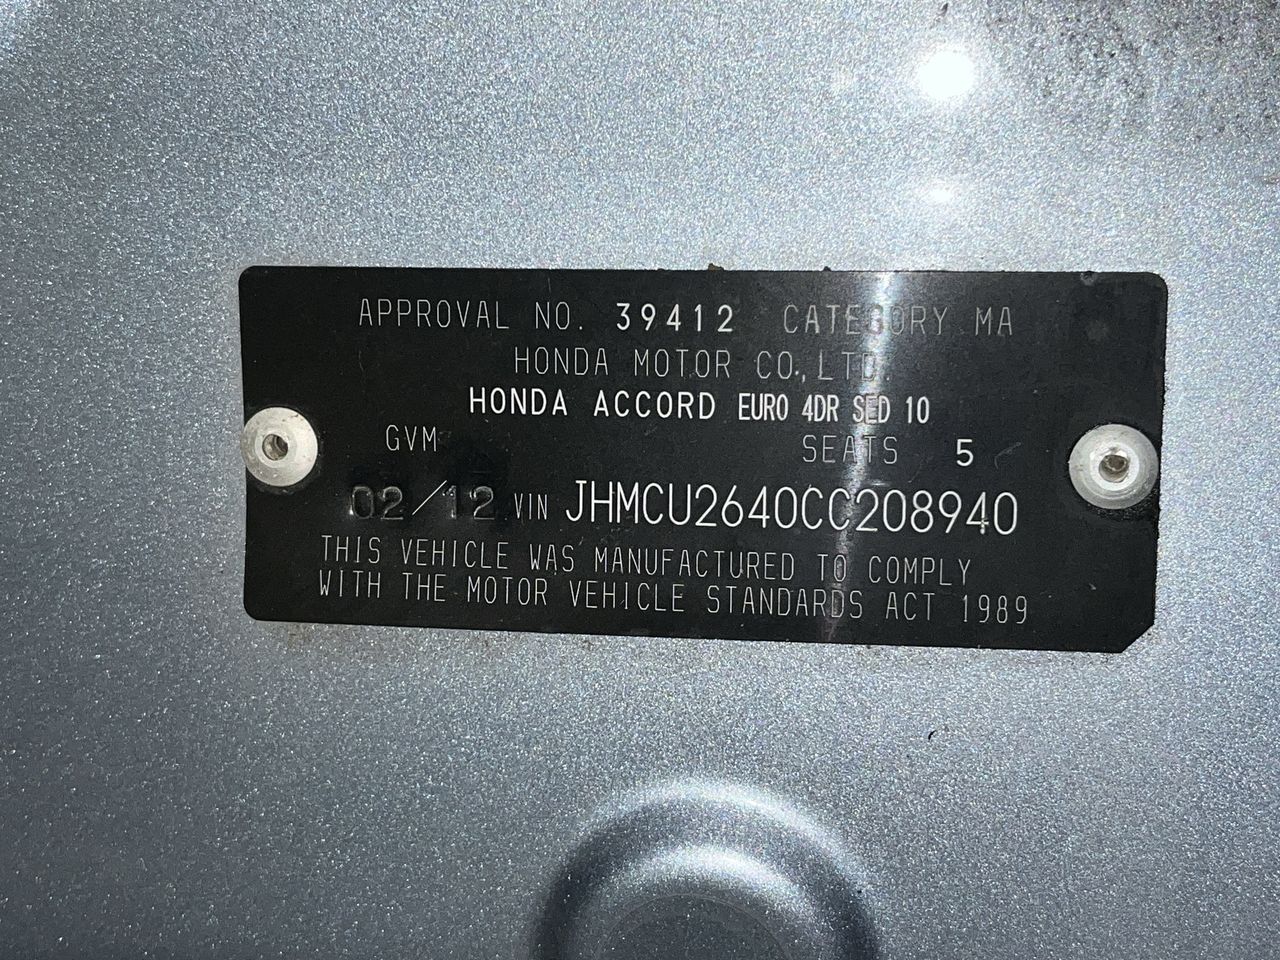 APPROVAL NO. 39412 CATEGORY MA
HONDA MOTOR CO.,LTD.
HONDA ACCORD EURO 4DR SED 10
GVM SEATS 5
02/12 VIN JHMCU2640CC208940
THIS VEHICLE WAS MANUFACTURED TO COMPLY
WITH THE MOTOR VEHICLE STANDARDS ACT 1989